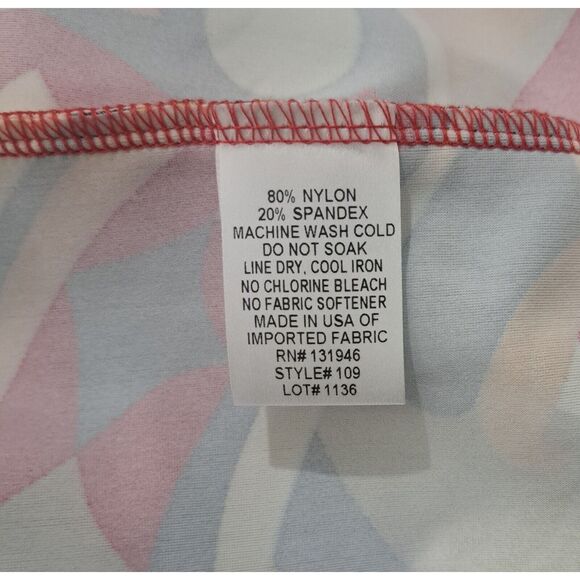 80% NYLON
20% SPANDEX
MACHINE WASH COLD
DO NOT SOAK
LINE DRY, COOL IRON
NO CHLORINE BLEACH
NO FABRIC SOFTENER
MADE IN USA OF
IMPORTED FABRIC
RN# 131946
STYLE# 109
LOT# 1136